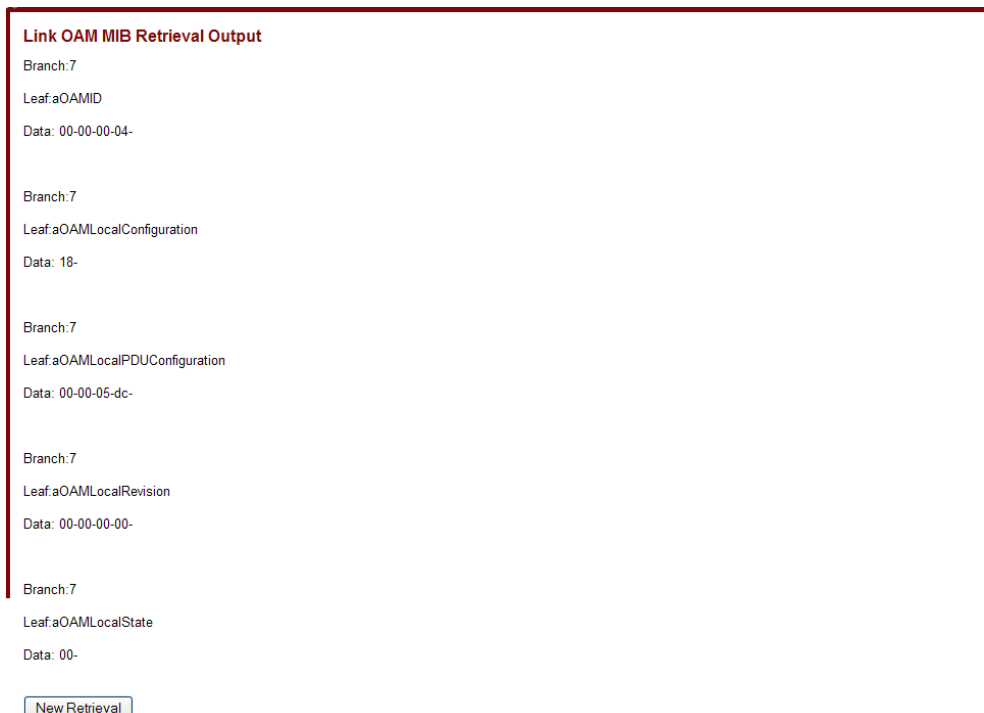 Link OAM MIB Retrieval Output
Branch:7
Leaf:aOAMID
Data: 00-00-00-04-
Branch:7
Leaf:aOAMLocalConfiguration
Data: 18-
Branch:7
Leaf:aOAMLocalPDUConfiguration
Data: 00-00-05-dc-
Branch:7
Leaf:aOAMLocalRevision
Data: 00-00-00-00-
Branch:7
Leaf:aOAMLocalState
Data: 00-
New Retrieval